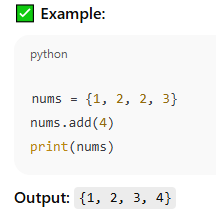 ✅ Example:
python
nums = {1, 2, 2, 3}
nums.add(4)
print(nums)
Output: {1, 2, 3, 4}